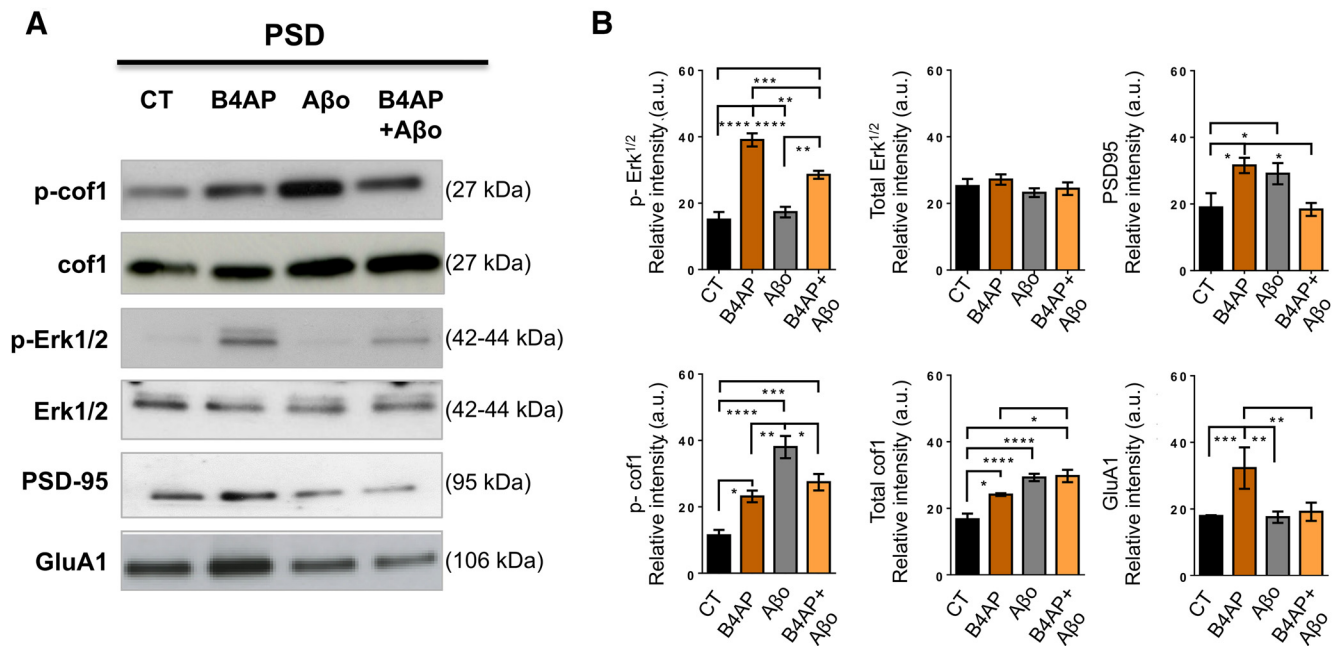 A
PSD
CT B4AP Aβo B4AP
+Aβo
p-cof1 (27 kDa)
cof1 (27 kDa)
p-Erk1/2 (42-44 kDa)
Erk1/2 (42-44 kDa)
PSD-95 (95 kDa)
GluA1 (106 kDa)
B
p- Erk1/2
Relative intensity (a.u.)
60
40
20
0
***
**
**** ****
**
CT
B4AP
Aβo
B4AP+
Aβo
Total Erk1/2
Relative intensity (a.u.)
60
40
20
0
CT
B4AP
Aβo
B4AP+
Aβo
PSD95
Relative intensity (a.u.)
60
40
20
0
*
* *
CT
B4AP
Aβo
B4AP+
Aβo
p- cof1
Relative intensity (a.u.)
60
40
20
0
***
****
** *
*
CT
B4AP
Aβo
B4AP+
Aβo
Total cof1
Relative intensity (a.u.)
60
40
20
0
*
****
****
*
CT
B4AP
Aβo
B4AP+
Aβo
GluA1
Relative intensity (a.u.)
60
40
20
0
**
*** **
CT
B4AP
Aβo
B4AP+
Aβo